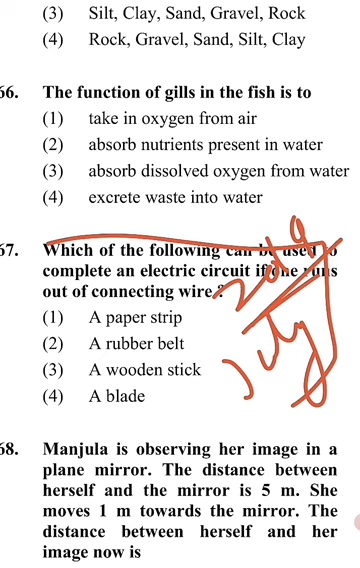 (3) Silt, Clay, Sand, Gravel, Rock
(4) Rock, Gravel, Sand, Silt, Clay
66. The function of gills in the fish is to
(1) take in oxygen from air
(2) absorb nutrients present in water
(3) absorb dissolved oxygen from water
(4) excrete waste into water
67. Which of the following can be used to
complete an electric circuit if one runs
out of connecting wire?
(1) A paper strip
(2) A rubber belt
(3) A wooden stick
(4) A blade
2019
July
68. Manjula is observing her image in a
plane mirror. The distance between
herself and the mirror is 5 m. She
moves 1 m towards the mirror. The
distance between herself and her
image now is